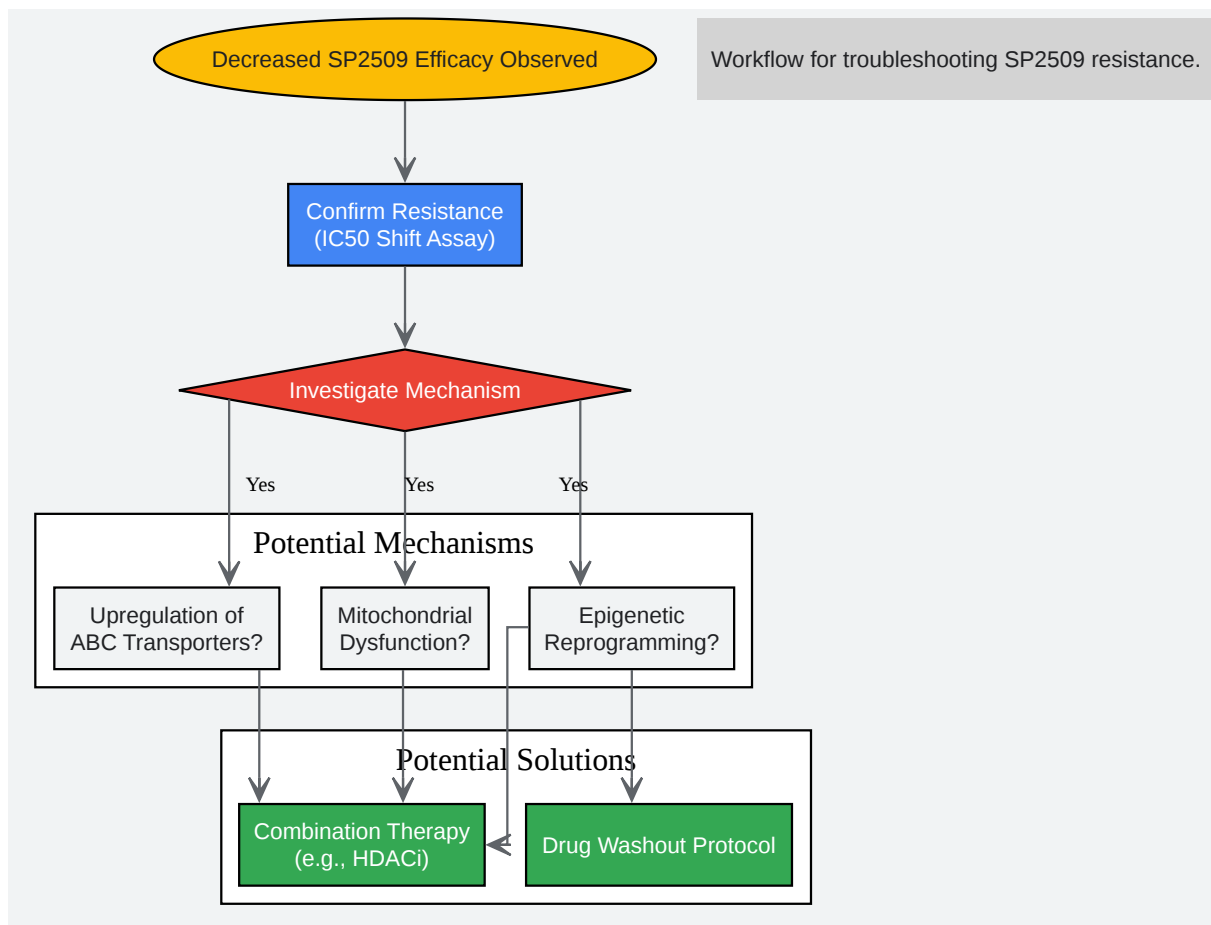 Decreased SP2509 Efficacy Observed
Workflow for troubleshooting SP2509 resistance.
Confirm Resistance
(IC50 Shift Assay)
Investigate Mechanism
Yes
Yes
Yes
Potential Mechanisms
Upregulation of
ABC Transporters?
Mitochondrial
Dysfunction?
Epigenetic
Reprogramming?
Potential Solutions
Combination Therapy
(e.g., HDACi)
Drug Washout Protocol